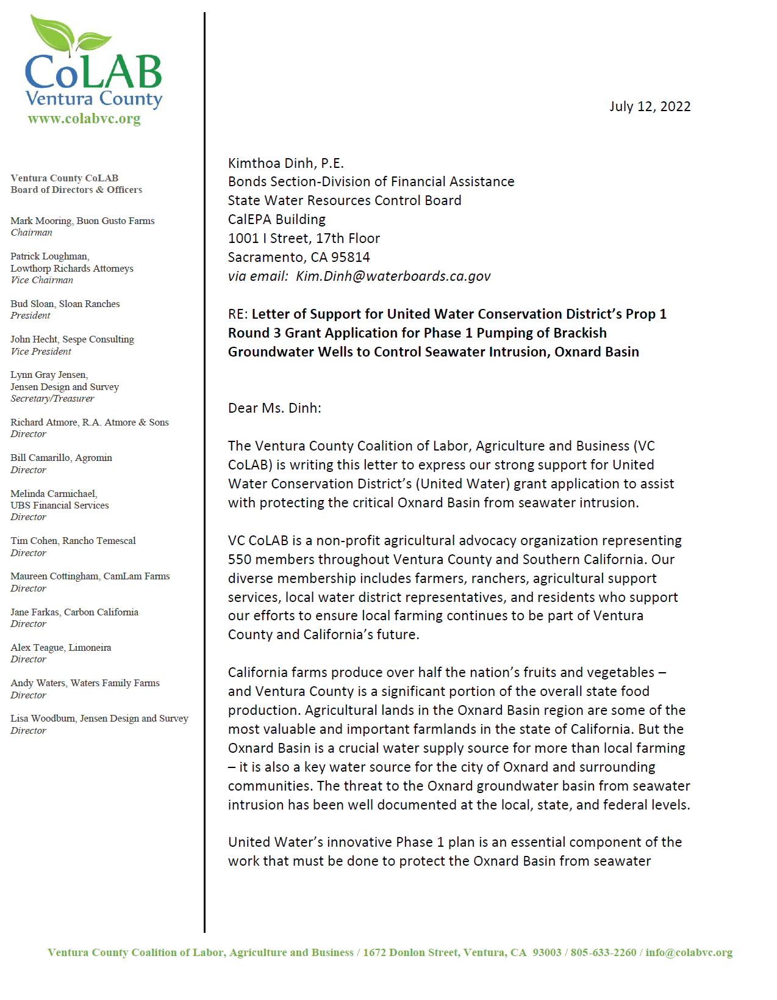 CoLAB
Ventura County
www.colabvc.org
Ventura County CoLAB
Board of Directors & Officers
Mark Mooring, Buon Gusto Farms
Chairman
Patrick Loughman,
Lowthorp Richards Attorneys
Vice Chairman
Bud Sloan, Sloan Ranches
President
John Hecht, Sespe Consulting
Vice President
Lynn Gray Jensen,
Jensen Design and Survey
Secretary/Treasurer
Richard Atmore, R.A. Atmore & Sons
Director
Bill Camarillo, Agromin
Director
Melinda Carmichael,
UBS Financial Services
Director
Tim Cohen, Rancho Temescal
Director
Maureen Cottingham, CamLam Farms
Director
Jane Farkas, Carbon California
Director
Alex Teague, Limoneira
Director
Andy Waters, Waters Family Farms
Director
Lisa Woodburn, Jensen Design and Survey
Director
July 12, 2022
Kimthoa Dinh, P.E.
Bonds Section-Division of Financial Assistance
State Water Resources Control Board
CalEPA Building
1001 I Street, 17th Floor
Sacramento, CA 95814
via email:  Kim.Dinh@waterboards.ca.gov
RE: Letter of Support for United Water Conservation District’s Prop 1
Round 3 Grant Application for Phase 1 Pumping of Brackish
Groundwater Wells to Control Seawater Intrusion, Oxnard Basin
Dear Ms. Dinh:
The Ventura County Coalition of Labor, Agriculture and Business (VC
CoLAB) is writing this letter to express our strong support for United
Water Conservation District’s (United Water) grant application to assist
with protecting the critical Oxnard Basin from seawater intrusion.
VC CoLAB is a non-profit agricultural advocacy organization representing
550 members throughout Ventura County and Southern California. Our
diverse membership includes farmers, ranchers, agricultural support
services, local water district representatives, and residents who support
our efforts to ensure local farming continues to be part of Ventura
County and California’s future.
California farms produce over half the nation’s fruits and vegetables –
and Ventura County is a significant portion of the overall state food
production. Agricultural lands in the Oxnard Basin region are some of the
most valuable and important farmlands in the state of California. But the
Oxnard Basin is a crucial water supply source for more than local farming
– it is also a key water source for the city of Oxnard and surrounding
communities. The threat to the Oxnard groundwater basin from seawater
intrusion has been well documented at the local, state, and federal levels.
United Water’s innovative Phase 1 plan is an essential component of the
work that must be done to protect the Oxnard Basin from seawater
Ventura County Coalition of Labor, Agriculture and Business / 1672 Donlon Street, Ventura, CA  93003 / 805-633-2260 / info@colabvc.org